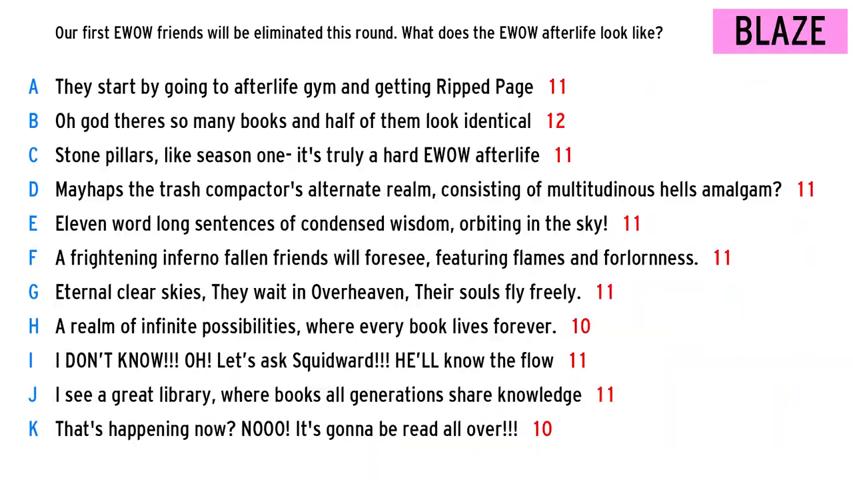 Our first EWOW friends will be eliminated this round. What does the EWOW afterlife look like? BLAZE
A They start by going to afterlife gym and getting Ripped Page 11
B Oh god theres so many books and half of them look identical 12
C Stone pillars, like season one- it's truly a hard EWOW afterlife 11
D Mayhaps the trash compactor's alternate realm, consisting of multitudinous hells amalgam? 11
E Eleven word long sentences of condensed wisdom, orbiting in the sky! 11
F A frightening inferno fallen friends will foresee, featuring flames and forlornness. 11
G Eternal clear skies, They wait in Overheaven, Their souls fly freely. 11
H A realm of infinite possibilities, where every book lives forever. 10
I I DON'T KNOW!!! OH! Let's ask Squidward!!! HE'LL know the flow 11
J I see a great library, where books all generations share knowledge 11
K That's happening now? NOOO! It's gonna be read all over!!! 10